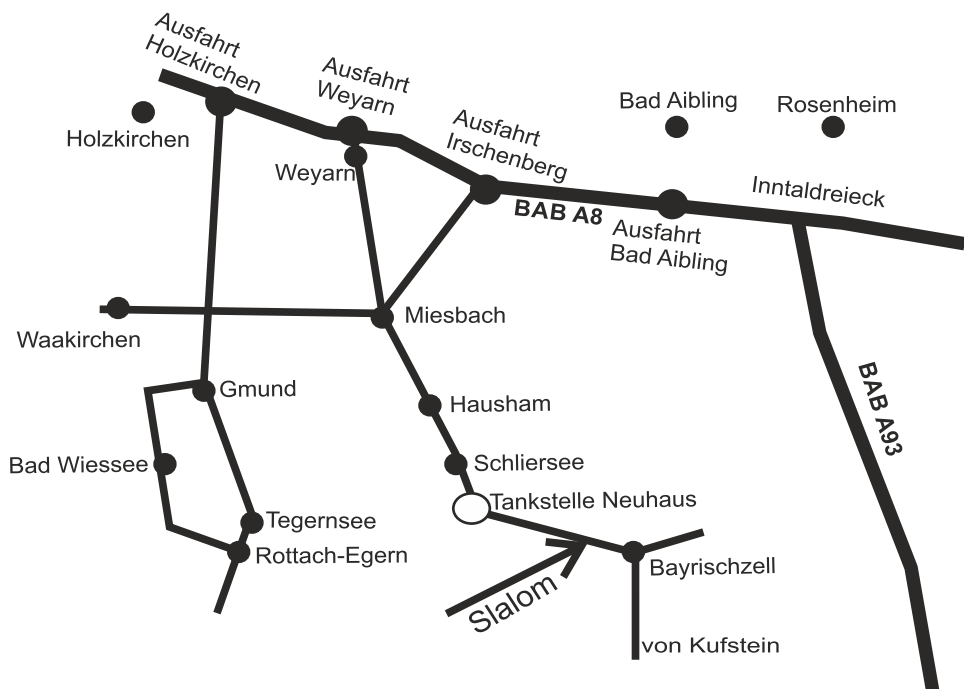 Ausfahrt
Holzkirchen
Ausfahrt
Weyarn
Ausfahrt
Irschenberg
Bad Aibling
Rosenheim
Holzkirchen
Weyarn
BAB A8
Inntaldreieck
Ausfahrt
Bad Aibling
Waakirchen
Miesbach
Gmund
Hausham
BAB A93
Bad Wiessee
Schliersee
Tankstelle Neuhaus
Tegernsee
Rottach-Egern
Slalom
Bayrischzell
von Kufstein